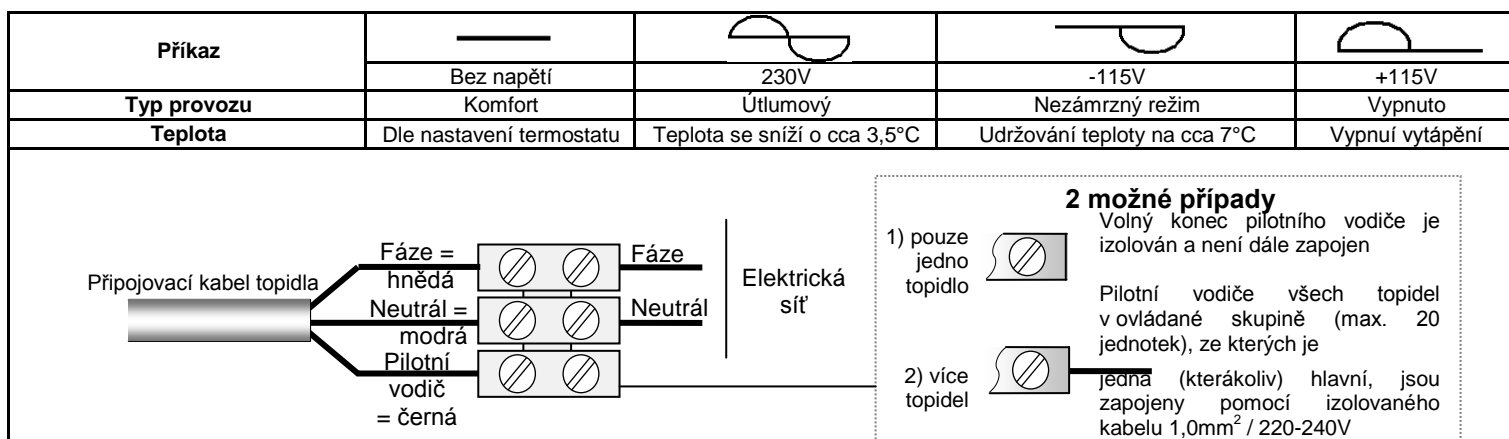 Příkaz
Bez napětí 230V -115V +115V
Typ provozu Komfort Útlumový Nezámrzný režim Vypnuto
Teplota Dle nastavení termostatu Teplota se sníží o cca 3,5°C Udržování teploty na cca 7°C Vypnuí vytápění
Připojovací kabel topidla
Fáze =
hnědá
Neutrál =
modrá
Pilotní
vodič
= černá
Fáze
Neutrál
Elektrická
síť
2 možné případy
1) pouze
jedno
topidlo
Volný konec pilotního vodiče je
izolován a není dále zapojen
2) více
topidel
Pilotní vodiče všech topidel
v ovládané skupině (max. 20
jednotek), ze kterých je
jedna (kterákoliv) hlavní, jsou
zapojeny pomocí izolovaného
kabelu 1,0mm² / 220-240V